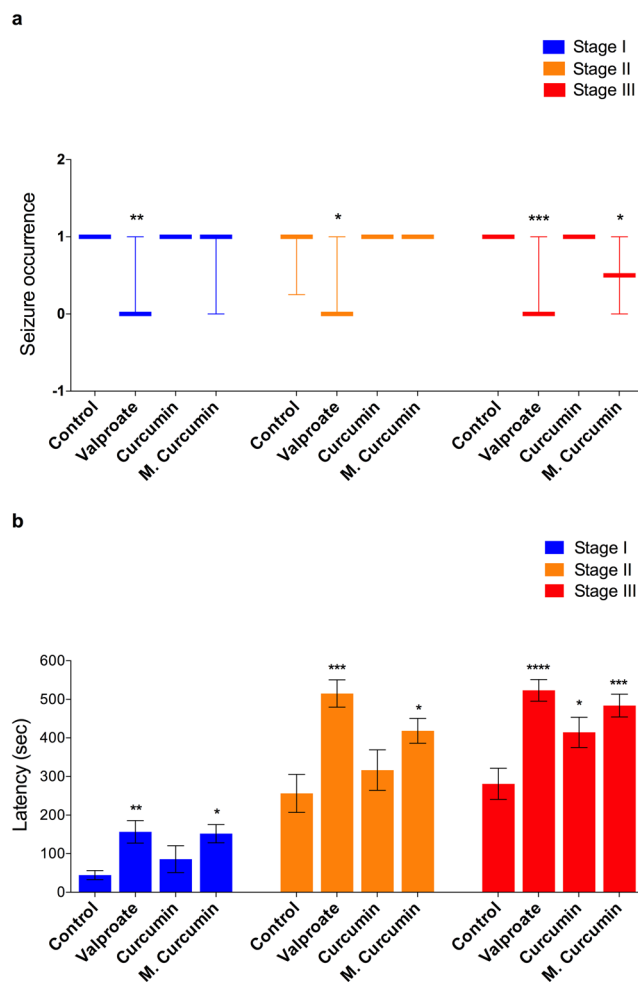 a
Stage I
Stage II
Stage III
Seizure occurrence
2
1
0
-1
** * *** *
Control Valproate Curcumin M. Curcumin Control Valproate Curcumin M. Curcumin Control Valproate Curcumin M. Curcumin
b
Stage I
Stage II
Stage III
Latency (sec)
600
500
400
300
200
100
0
** * *** * **** * ***
Control Valproate Curcumin M. Curcumin Control Valproate Curcumin M. Curcumin Control Valproate Curcumin M. Curcumin